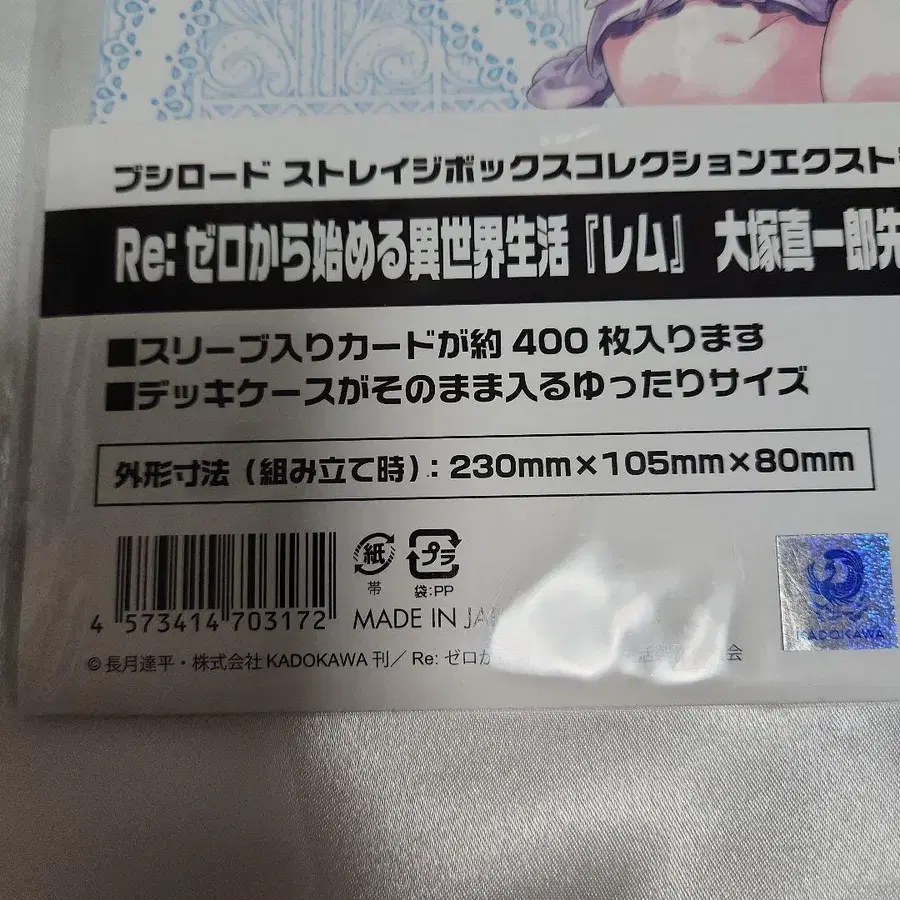 ブシロード ストレイジボックスコレクションエクスト
Re:ゼロから始める異世界生活『レム』 大塚真一郎先
■スリーブ入りカードが約 400 枚入ります
■デッキケースがそのまま入るゆったりサイズ
外形寸法（組み立て時）：230mm×105mm×80mm
紙
帯
プラ
袋:PP
4 573414 703172
MADE IN
©長月達平・株式会社KADOKAWA 刊／Re: ゼロか
KADOKAWA